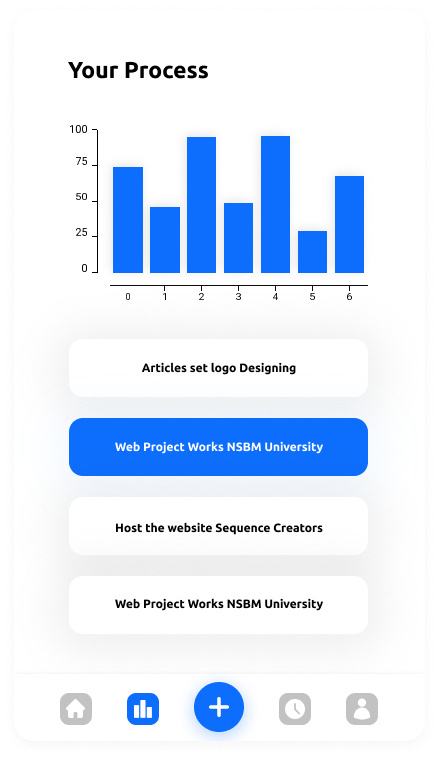 Your Process
100
75
50
25
0
0 1 2 3 4 5 6
Articles set logo Designing
Web Project Works NSBM University
Host the website Sequence Creators
Web Project Works NSBM University